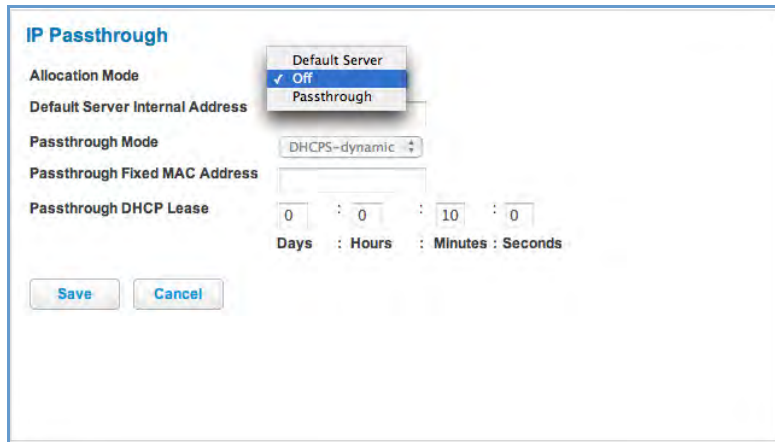 IP Passthrough
Allocation Mode
Default Server
✓ Off
Passthrough
Default Server Internal Address
Passthrough Mode
DHCPS-dynamic
Passthrough Fixed MAC Address
Passthrough DHCP Lease
0 : 0 : 10 : 0
Days : Hours : Minutes : Seconds
Save Cancel